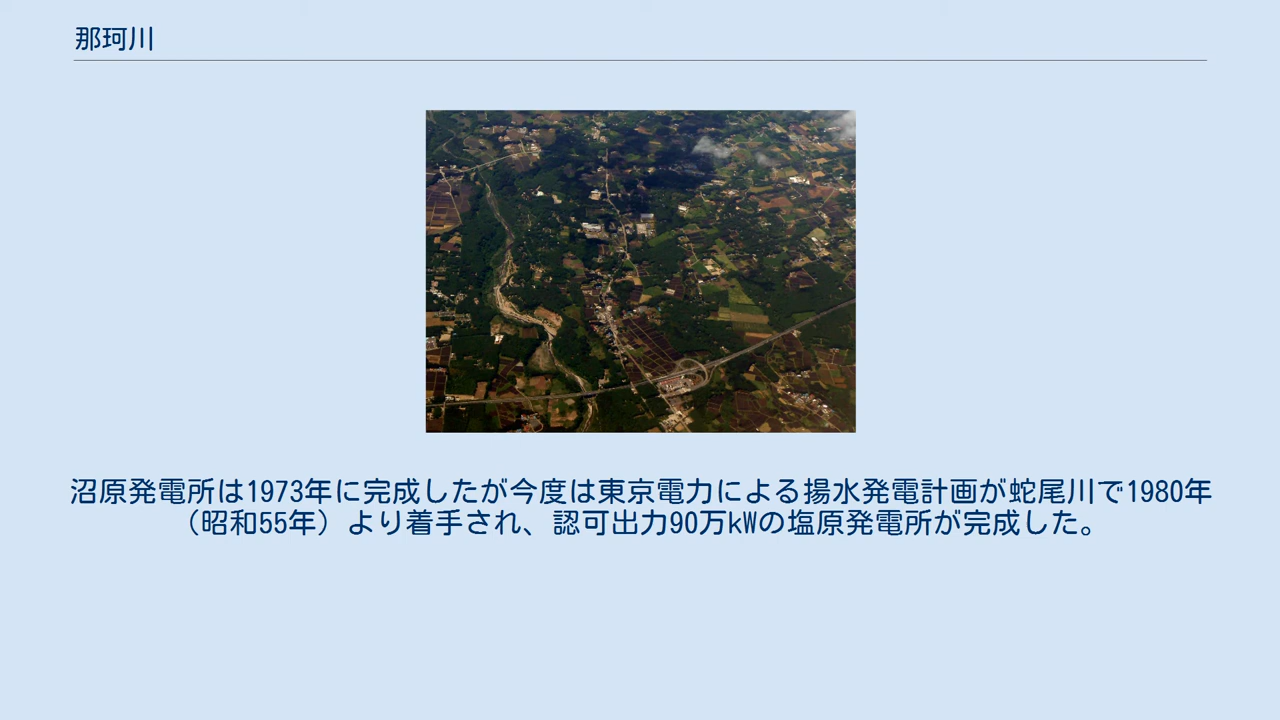 那珂川
沼原発電所は1973年に完成したが今度は東京電力による揚水発電計画が蛇尾川で1980年
（昭和55年）より着手され、認可出力90万kWの塩原発電所が完成した。